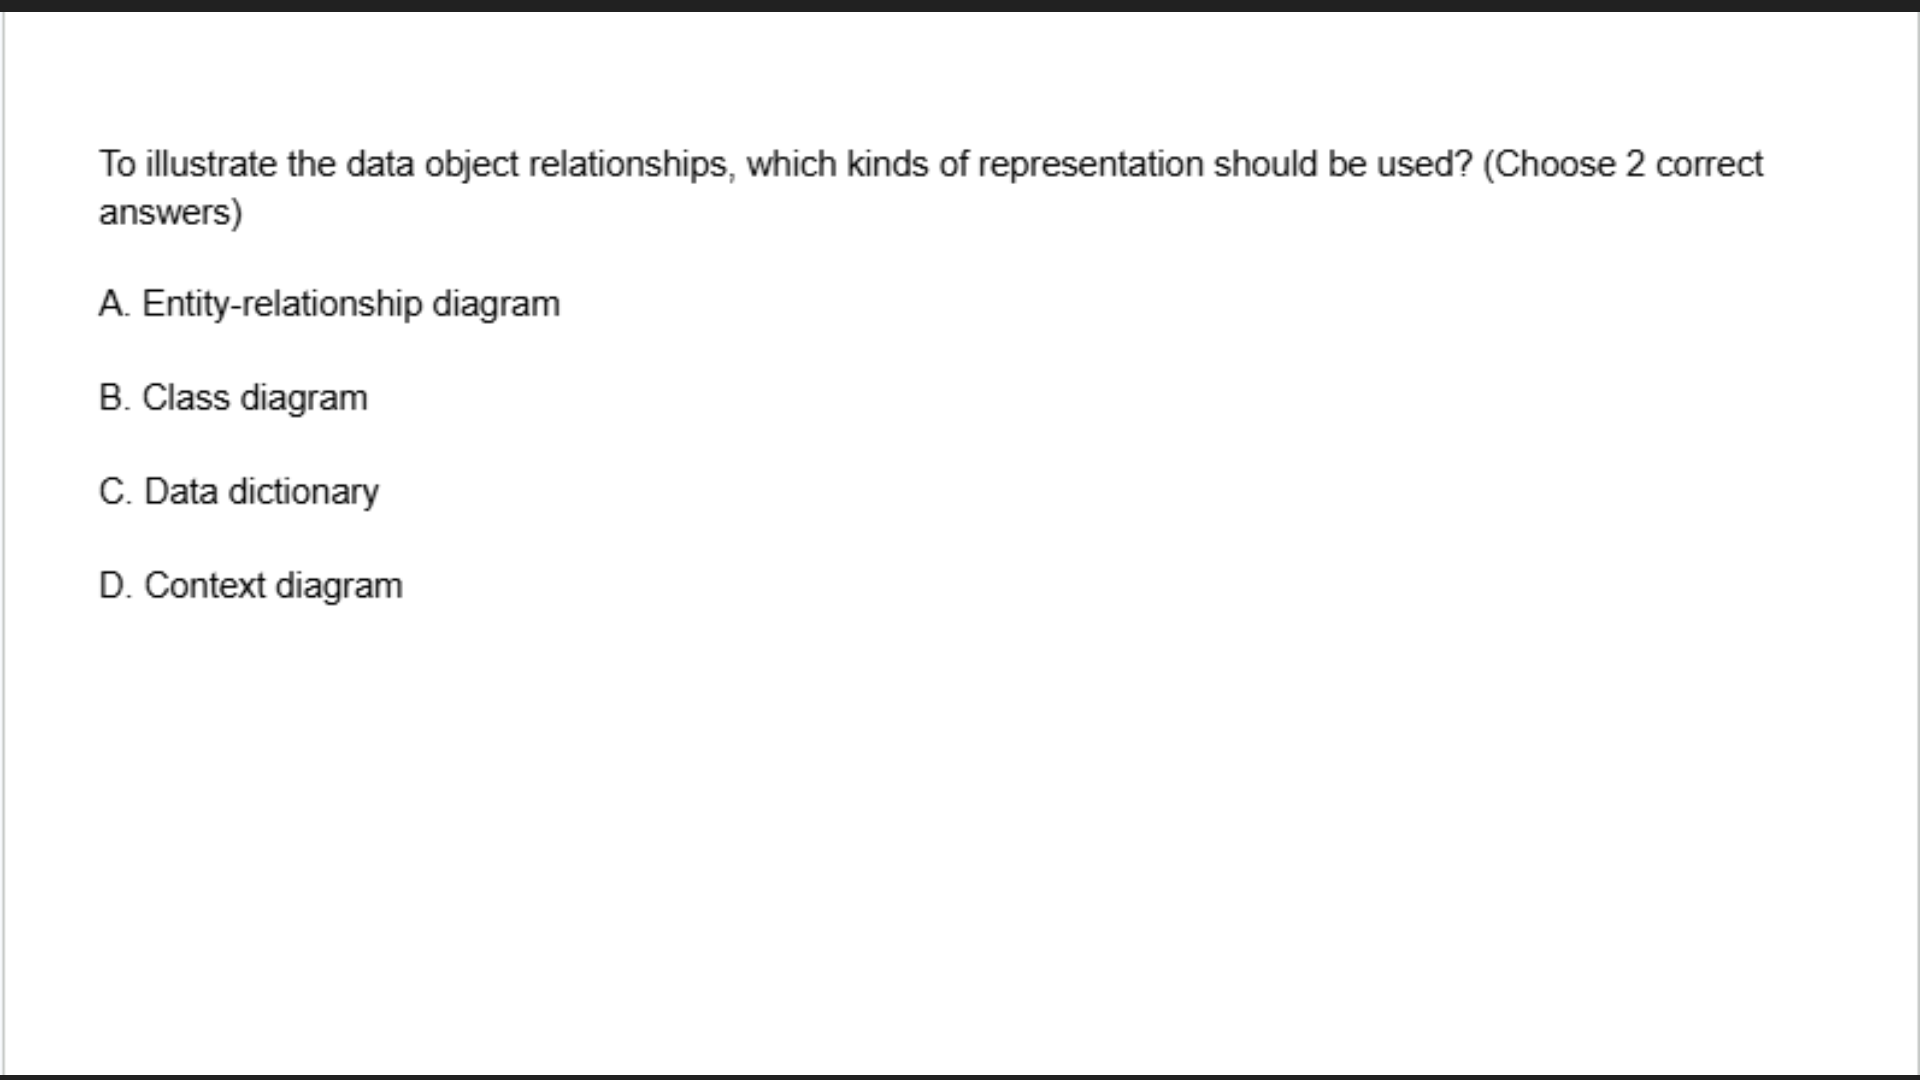 To illustrate the data object relationships, which kinds of representation should be used? (Choose 2 correct
answers)
A. Entity-relationship diagram
B. Class diagram
C. Data dictionary
D. Context diagram